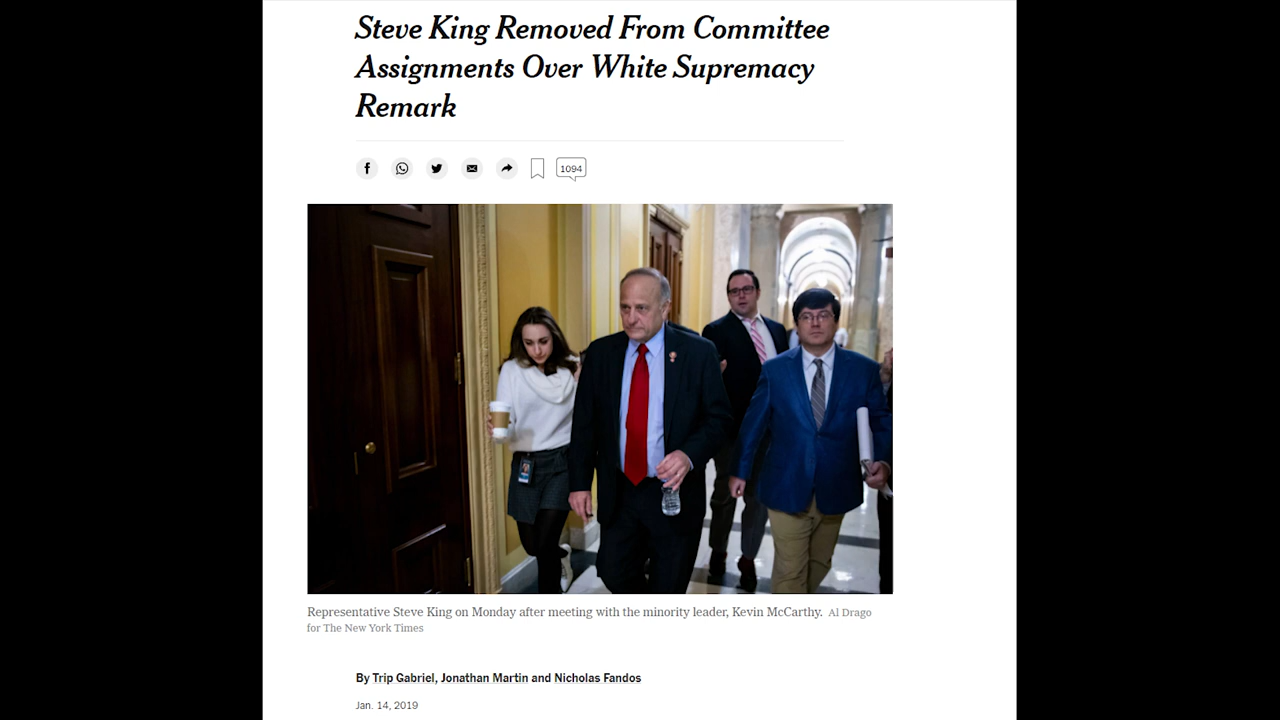 Steve King Removed From Committee
Assignments Over White Supremacy
Remark
1094
Representative Steve King on Monday after meeting with the minority leader, Kevin McCarthy. Al Drago
for The New York Times
By Trip Gabriel, Jonathan Martin and Nicholas Fandos
Jan. 14, 2019